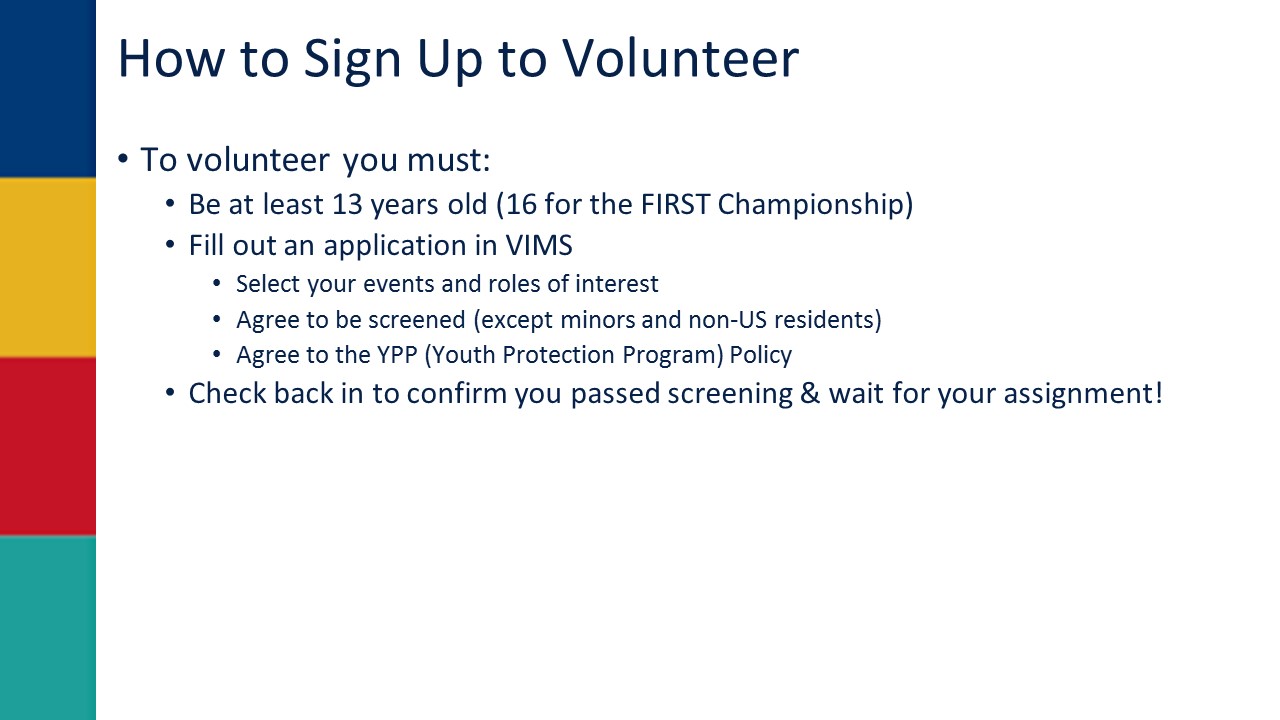 How to Sign Up to Volunteer
• To volunteer you must:
• Be at least 13 years old (16 for the FIRST Championship)
• Fill out an application in VIMS
• Select your events and roles of interest
• Agree to be screened (except minors and non-US residents)
• Agree to the YPP (Youth Protection Program) Policy
• Check back in to confirm you passed screening & wait for your assignment!